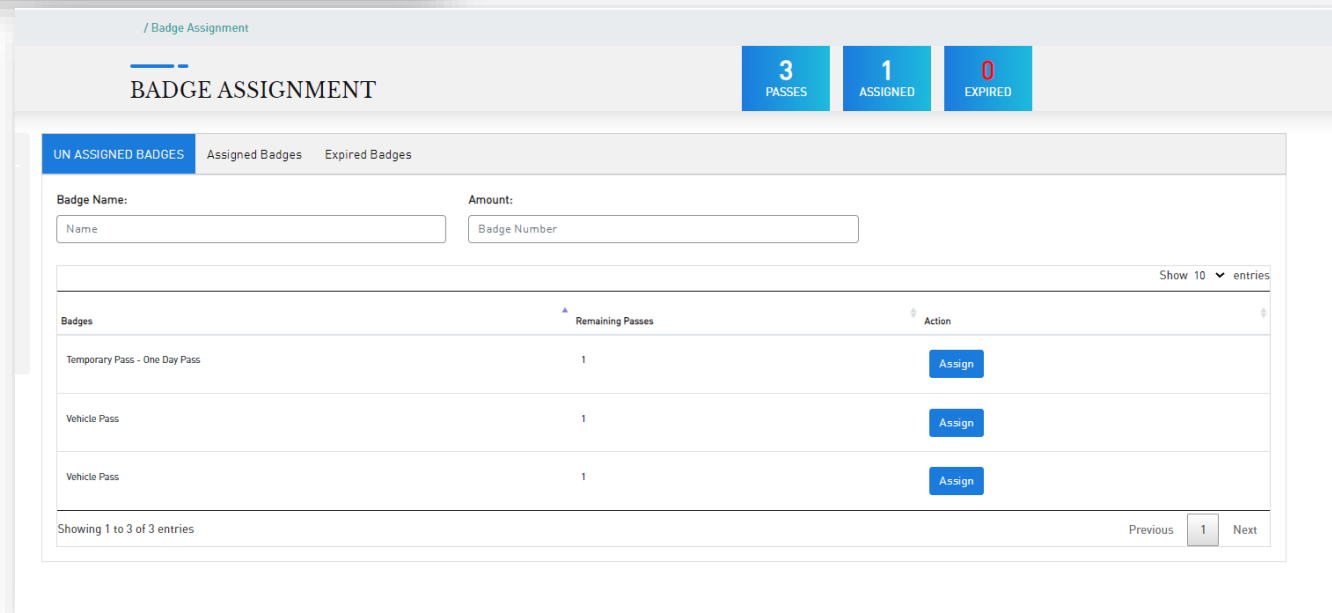 / Badge Assignment
BADGE ASSIGNMENT
3
PASSES
1
ASSIGNED
0
EXPIRED
UN ASSIGNED BADGES Assigned Badges Expired Badges
Badge Name: Amount:
Name Badge Number
Show 10 entries
Badges Remaining Passes Action
Temporary Pass - One Day Pass 1 Assign
Vehicle Pass 1 Assign
Vehicle Pass 1 Assign
Showing 1 to 3 of 3 entries Previous 1 Next